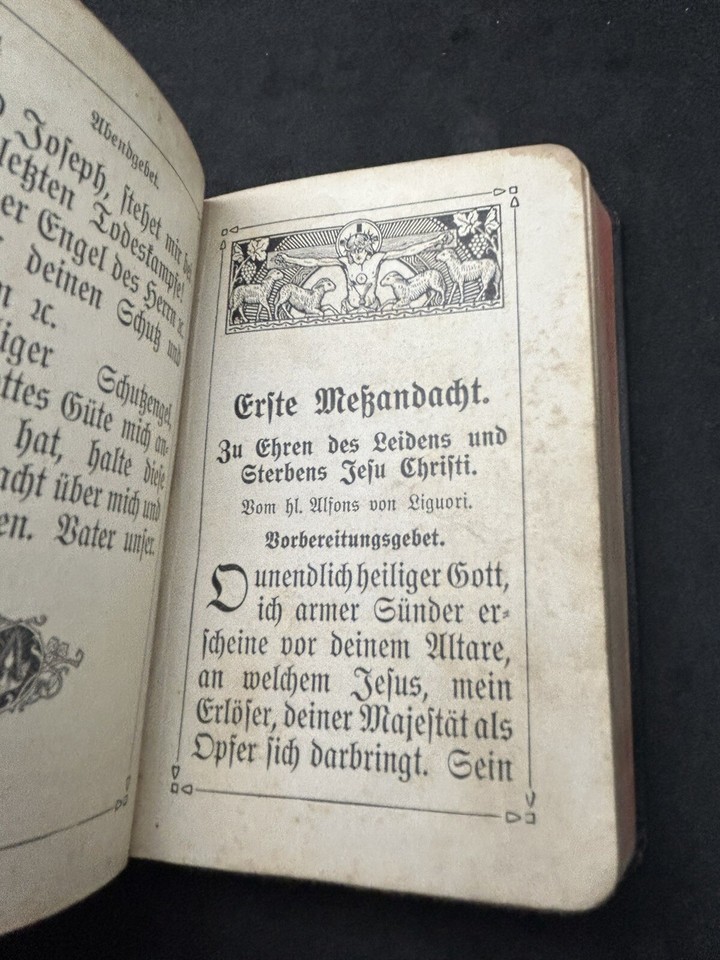 Abendgebet.
Joseph, stehet mir bei
letzten Todeskampfe!
er Engel des Herrn ꝛc.
deinen Schutz und
n ꝛc.
iger Schutzengel,
ottes Güte mich an-
hat, halte diese
acht über mich und
en. Vater unser.
Erste Meßandacht.
Zu Ehren des Leidens und
Sterbens Jesu Christi.
Vom hl. Alfons von Liguori.
Vorbereitungsgebet.
O unendlich heiliger Gott,
ich armer Sünder er-
scheine vor deinem Altare,
an welchem Jesus, mein
Erlöser, deiner Majestät als
Opfer sich darbringt. Sein